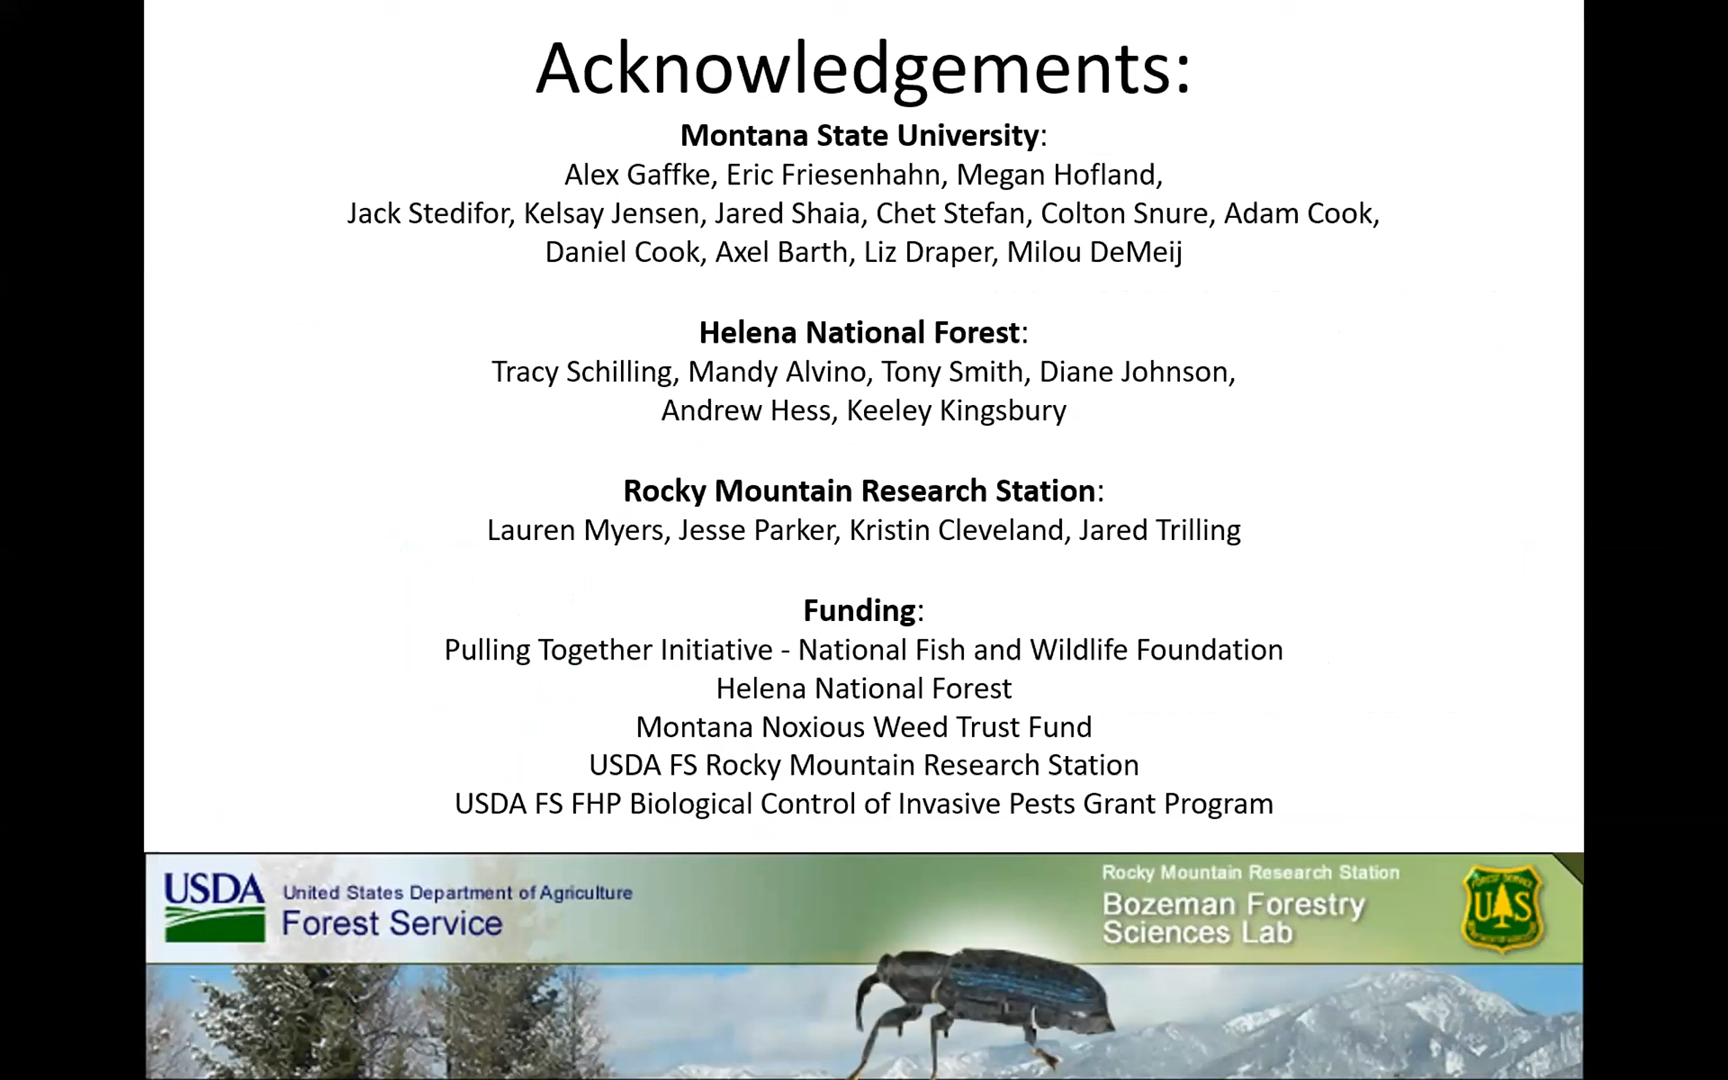 Acknowledgements:
Montana State University:
Alex Gaffke, Eric Friesenhahn, Megan Hofland,
Jack Stedifor, Kelsay Jensen, Jared Shaia, Chet Stefan, Colton Snure, Adam Cook,
Daniel Cook, Axel Barth, Liz Draper, Milou DeMeij
Helena National Forest:
Tracy Schilling, Mandy Alvino, Tony Smith, Diane Johnson,
Andrew Hess, Keeley Kingsbury
Rocky Mountain Research Station:
Lauren Myers, Jesse Parker, Kristin Cleveland, Jared Trilling
Funding:
Pulling Together Initiative - National Fish and Wildlife Foundation
Helena National Forest
Montana Noxious Weed Trust Fund
USDA FS Rocky Mountain Research Station
USDA FS FHP Biological Control of Invasive Pests Grant Program
USDA
United States Department of Agriculture
Forest Service
Rocky Mountain Research Station
Bozeman Forestry
Sciences Lab
FOREST SERVICE
UAS